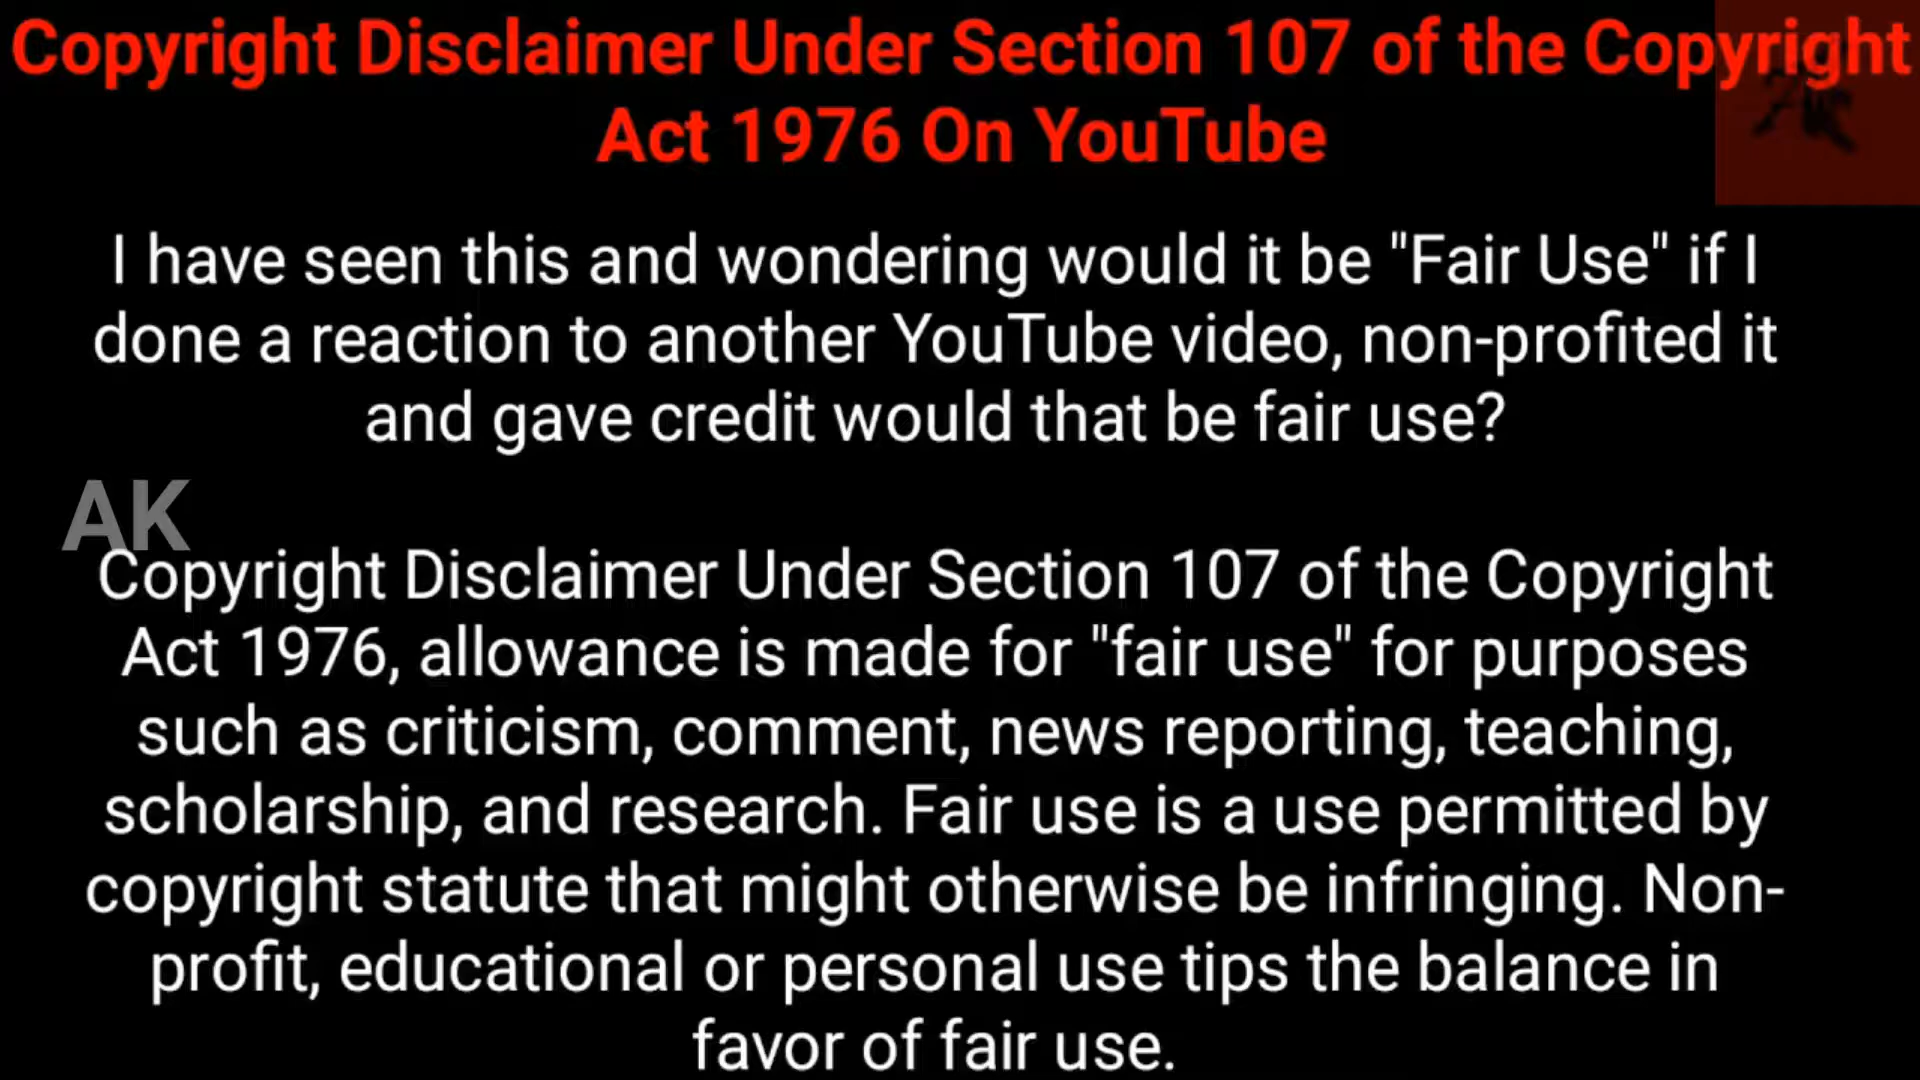 Copyright Disclaimer Under Section 107 of the Copyright
Act 1976 On YouTube
I have seen this and wondering would it be "Fair Use" if I
done a reaction to another YouTube video, non-profited it
and gave credit would that be fair use?
AK
Copyright Disclaimer Under Section 107 of the Copyright
Act 1976, allowance is made for "fair use" for purposes
such as criticism, comment, news reporting, teaching,
scholarship, and research. Fair use is a use permitted by
copyright statute that might otherwise be infringing. Non-
profit, educational or personal use tips the balance in
favor of fair use.